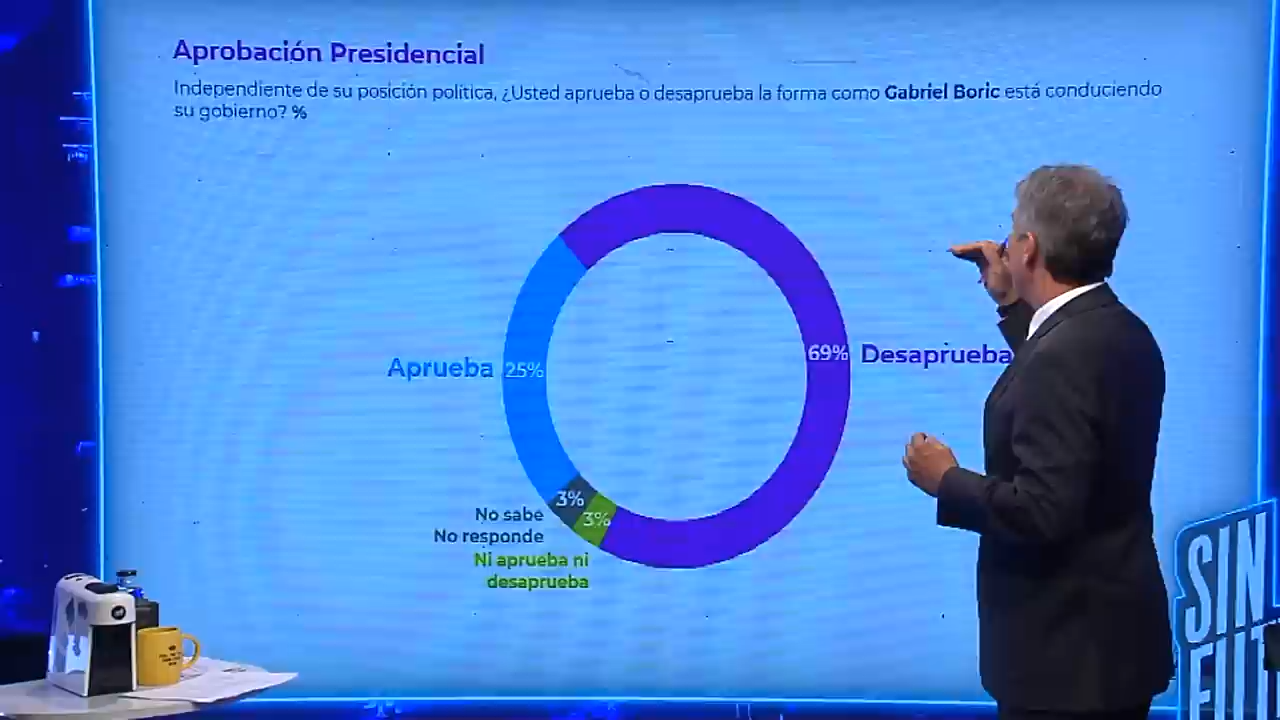 Aprobación Presidencial
Independiente de su posición política, ¿Usted aprueba o desaprueba la forma como Gabriel Boric está conduciendo
su gobierno? %
69% Desaprueba
Aprueba 25%
3%
No sabe
No responde
3%
Ni aprueba ni
desaprueba
SIN